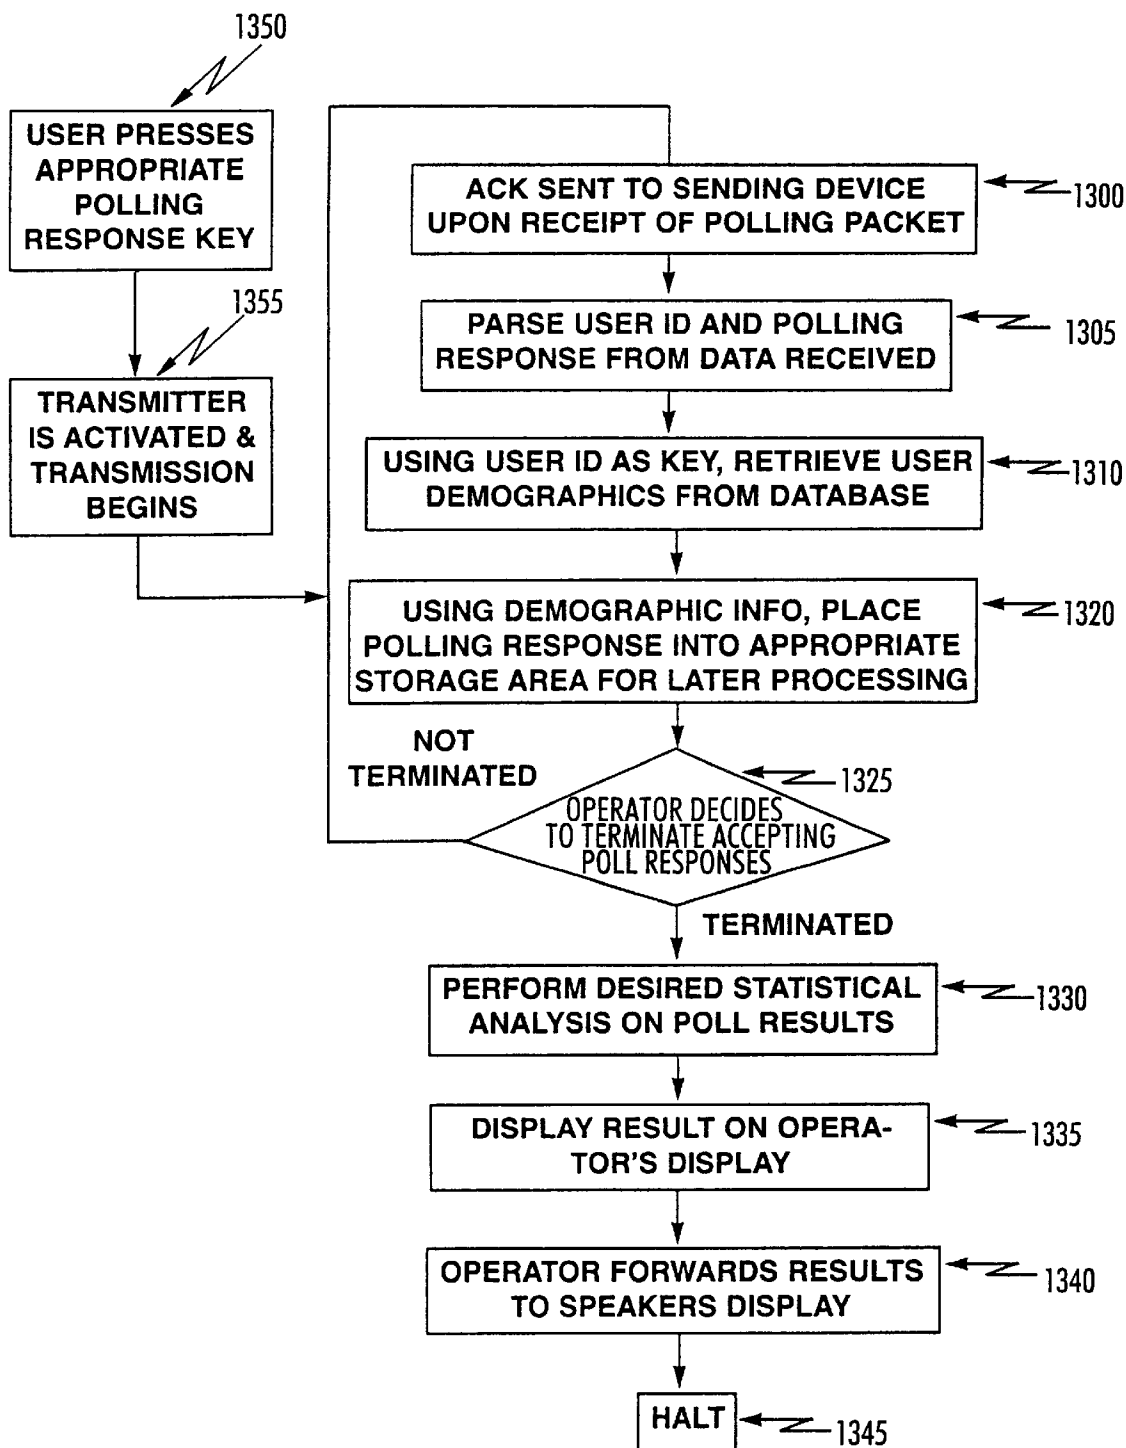 1350
USER PRESSES
APPROPRIATE
POLLING
RESPONSE KEY
1355
TRANSMITTER
IS ACTIVATED &
TRANSMISSION
BEGINS
ACK SENT TO SENDING DEVICE
UPON RECEIPT OF POLLING PACKET
1300
PARSE USER ID AND POLLING
RESPONSE FROM DATA RECEIVED
1305
USING USER ID AS KEY, RETRIEVE USER
DEMOGRAPHICS FROM DATABASE
1310
USING DEMOGRAPHIC INFO, PLACE
POLLING RESPONSE INTO APPROPRIATE
STORAGE AREA FOR LATER PROCESSING
1320
NOT
TERMINATED
OPERATOR DECIDES
TO TERMINATE ACCEPTING
POLL RESPONSES
1325
TERMINATED
PERFORM DESIRED STATISTICAL
ANALYSIS ON POLL RESULTS
1330
DISPLAY RESULT ON OPERA-
TOR'S DISPLAY
1335
OPERATOR FORWARDS RESULTS
TO SPEAKERS DISPLAY
1340
HALT
1345